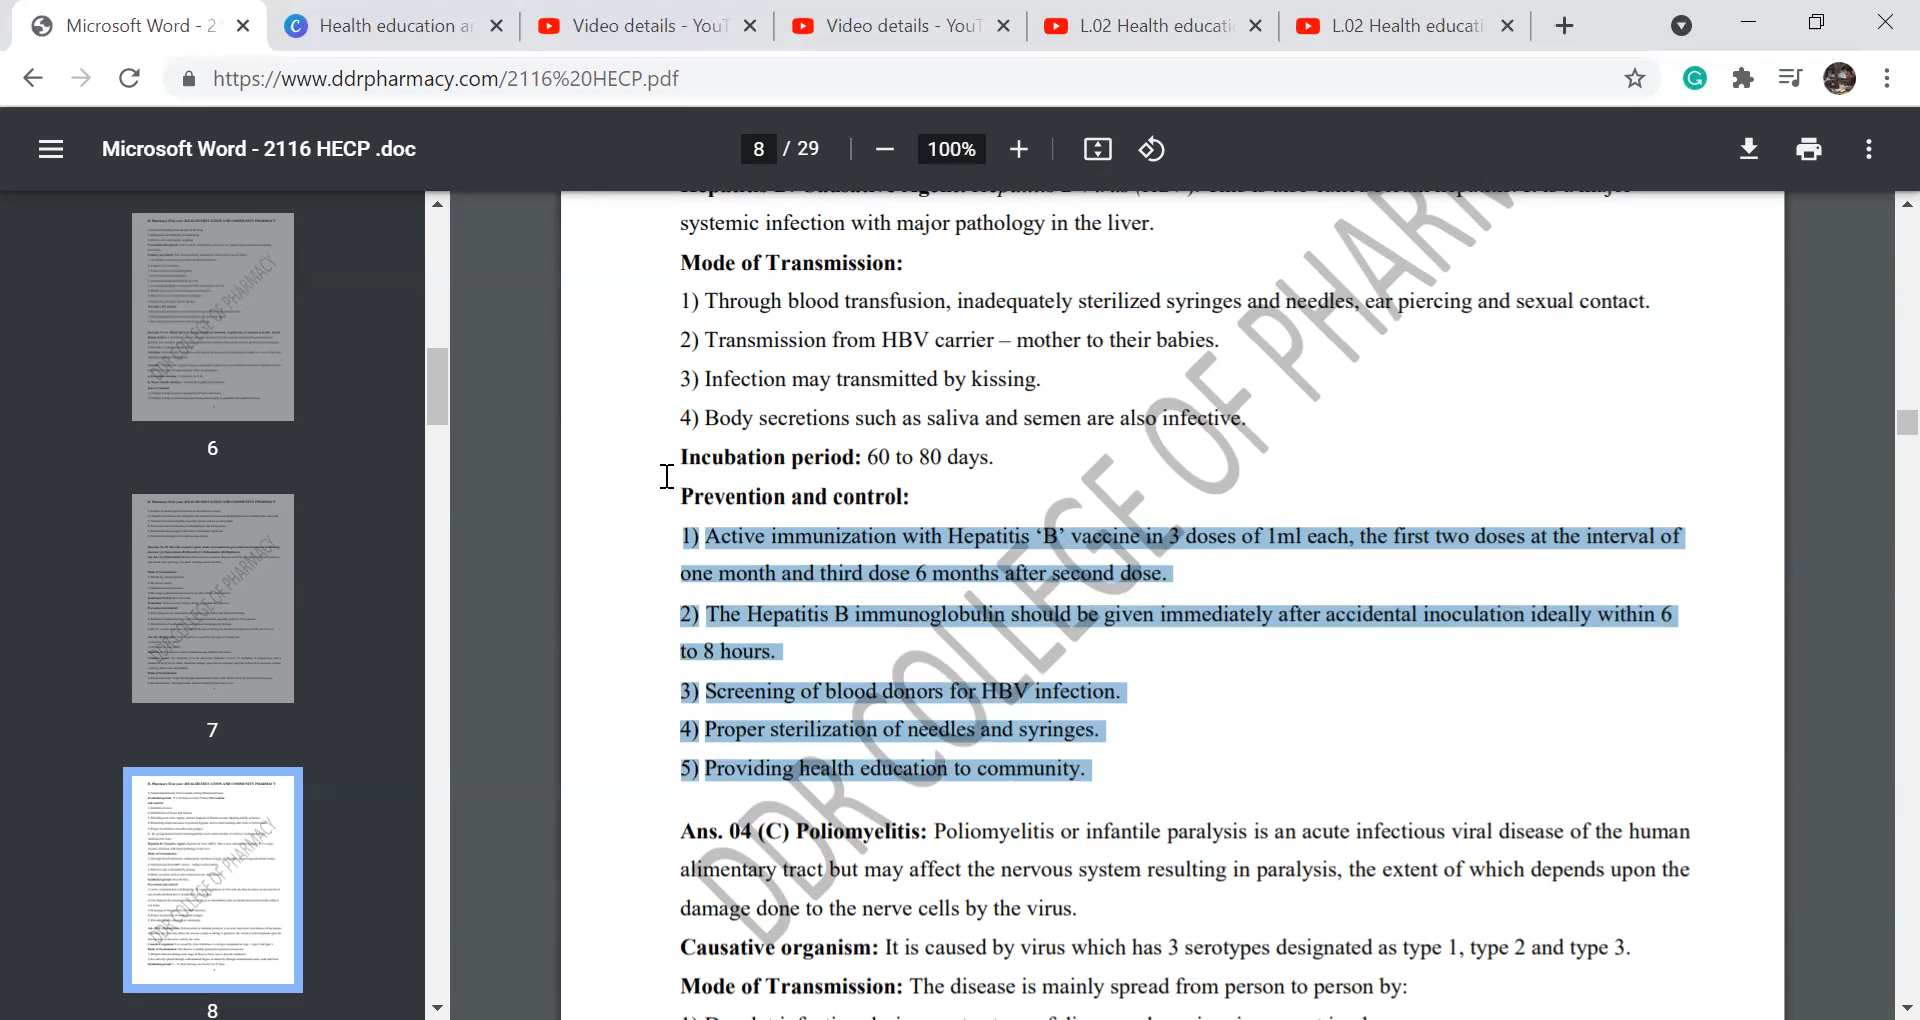 Microsoft Word - 2
Health education a
Video details - YouT
Video details - YouT
L.02 Health educati
L.02 Health educati
https://www.ddrpharmacy.com/2116%20HECP.pdf
Microsoft Word - 2116 HECP .doc
8 / 29
100%
systemic infection with major pathology in the liver.
Mode of Transmission:
1) Through blood transfusion, inadequately sterilized syringes and needles, ear piercing and sexual contact.
2) Transmission from HBV carrier – mother to their babies.
3) Infection may transmitted by kissing.
4) Body secretions such as saliva and semen are also infective.
Incubation period: 60 to 80 days.
Prevention and control:
1) Active immunization with Hepatitis ‘B’ vaccine in 3 doses of 1ml each, the first two doses at the interval of
one month and third dose 6 months after second dose.
2) The Hepatitis B immunoglobulin should be given immediately after accidental inoculation ideally within 6
to 8 hours.
3) Screening of blood donors for HBV infection.
4) Proper sterilization of needles and syringes.
5) Providing health education to community.
Ans. 04 (C) Poliomyelitis: Poliomyelitis or infantile paralysis is an acute infectious viral disease of the human
alimentary tract but may affect the nervous system resulting in paralysis, the extent of which depends upon the
damage done to the nerve cells by the virus.
Causative organism: It is caused by virus which has 3 serotypes designated as type 1, type 2 and type 3.
Mode of Transmission: The disease is mainly spread from person to person by:
DDR COLLEGE OF PHARM
6
7
8